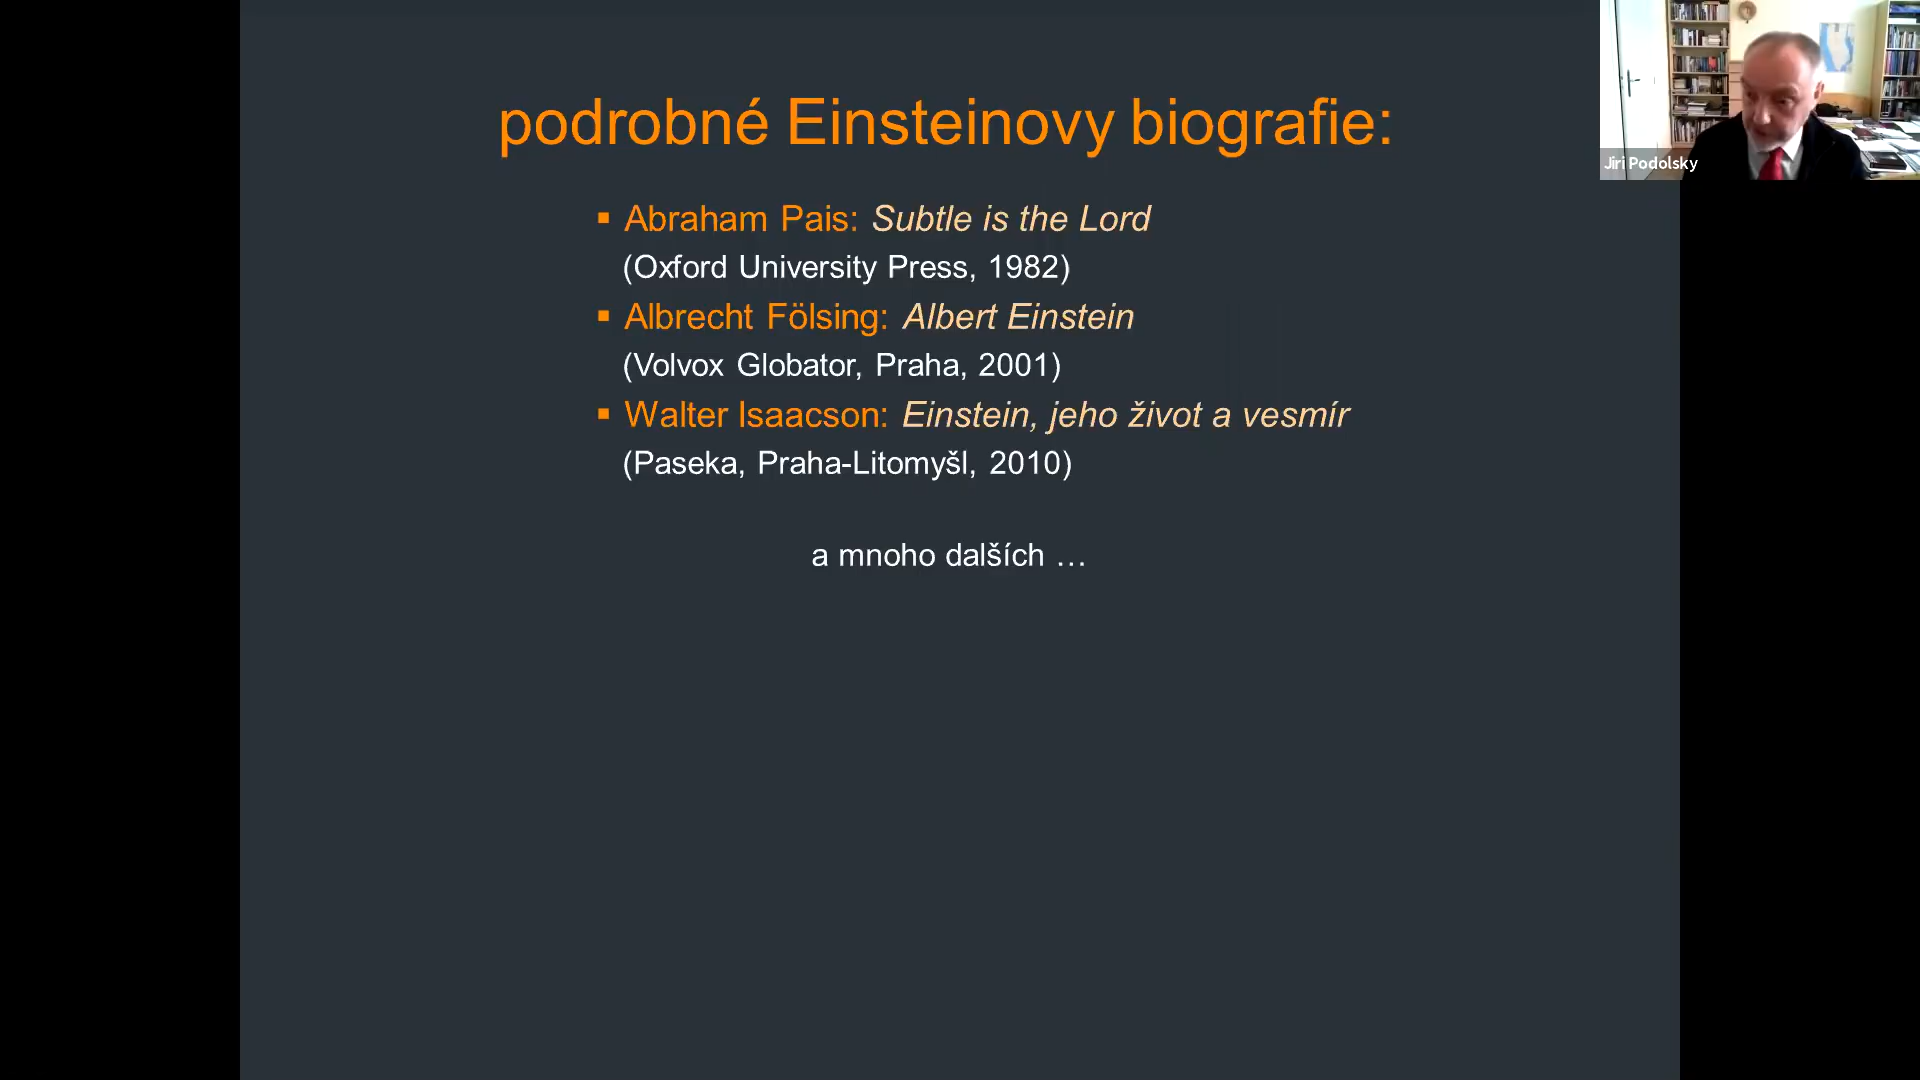 podrobné Einsteinovy biografie:
▪ Abraham Pais: Subtle is the Lord
(Oxford University Press, 1982)
▪ Albrecht Fölsing: Albert Einstein
(Volvox Globator, Praha, 2001)
▪ Walter Isaacson: Einstein, jeho život a vesmír
(Paseka, Praha-Litomyšl, 2010)
a mnoho dalších …
Jiri Podolsky